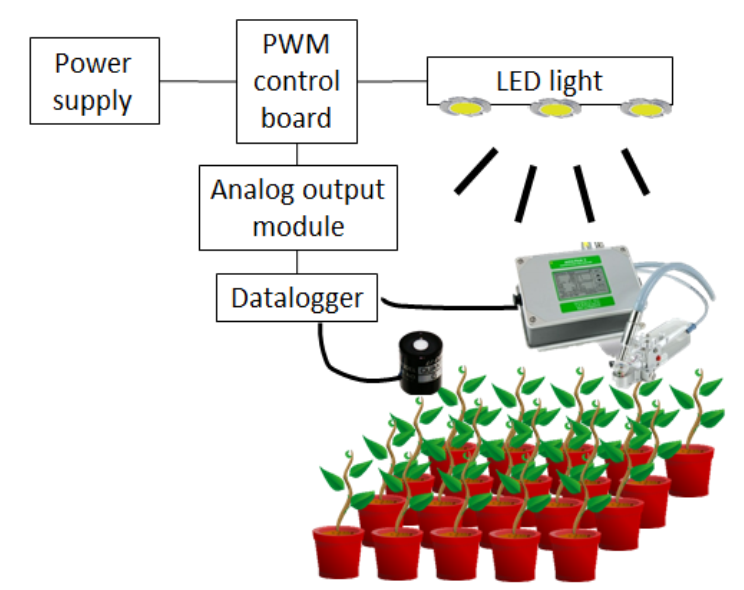 Power
supply
PWM
control
board
LED light
Analog output
module
Datalogger